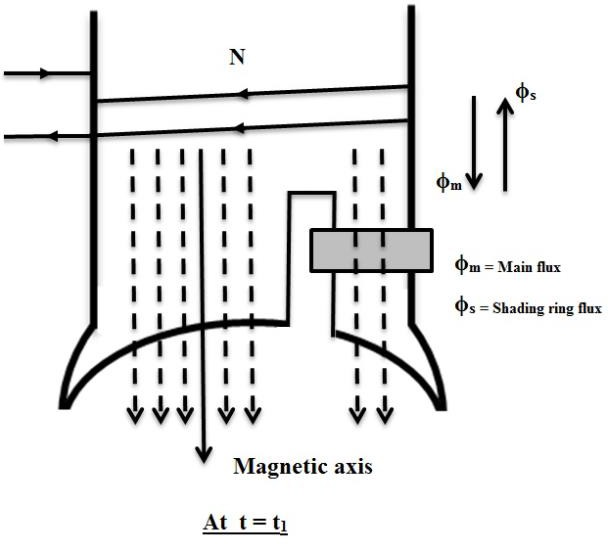 N
ϕs
ϕm
ϕm = Main flux
ϕs = Shading ring flux
Magnetic axis
At t = t1